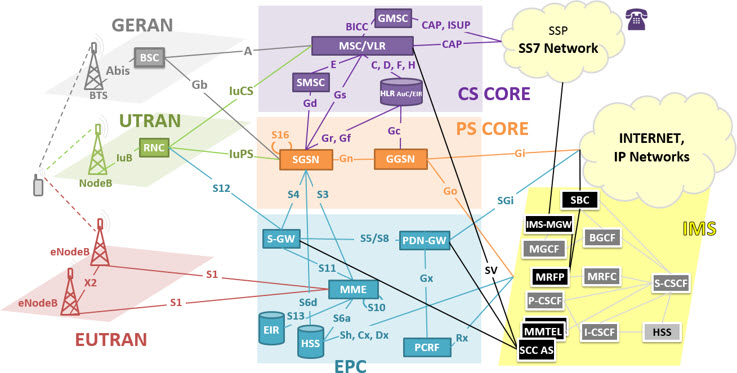 GERAN
BICC
GMSC
CAP, ISUP
SSP
SS7 Network
A
MSC/VLR
CAP
BSC
Abis
BTS
Gb
IuCS
E
C, D, F, H
SMSC
HLR AuC/EIR
Gd
Gs
CS CORE
UTRAN
PS CORE
Gr, Gf
Gc
S16
RNC
IuB
IuPS
SGSN
Gn
GGSN
Gi
INTERNET,
IP Networks
NodeB
S12
S4
S3
Go
SGi
SBC
IMS
IMS-MGW
eNodeB
S-GW
S5/S8
PDN-GW
BGCF
MGCF
S1
S11
Gx
SV
MRFP
MRFC
S-CSCF
X2
eNodeB
S1
MME
S10
P-CSCF
S6d
S13
S6a
EIR
HSS
Sh, Cx, Dx
PCRF
Rx
MMTEL
I-CSCF
HSS
SCC AS
EUTRAN
EPC